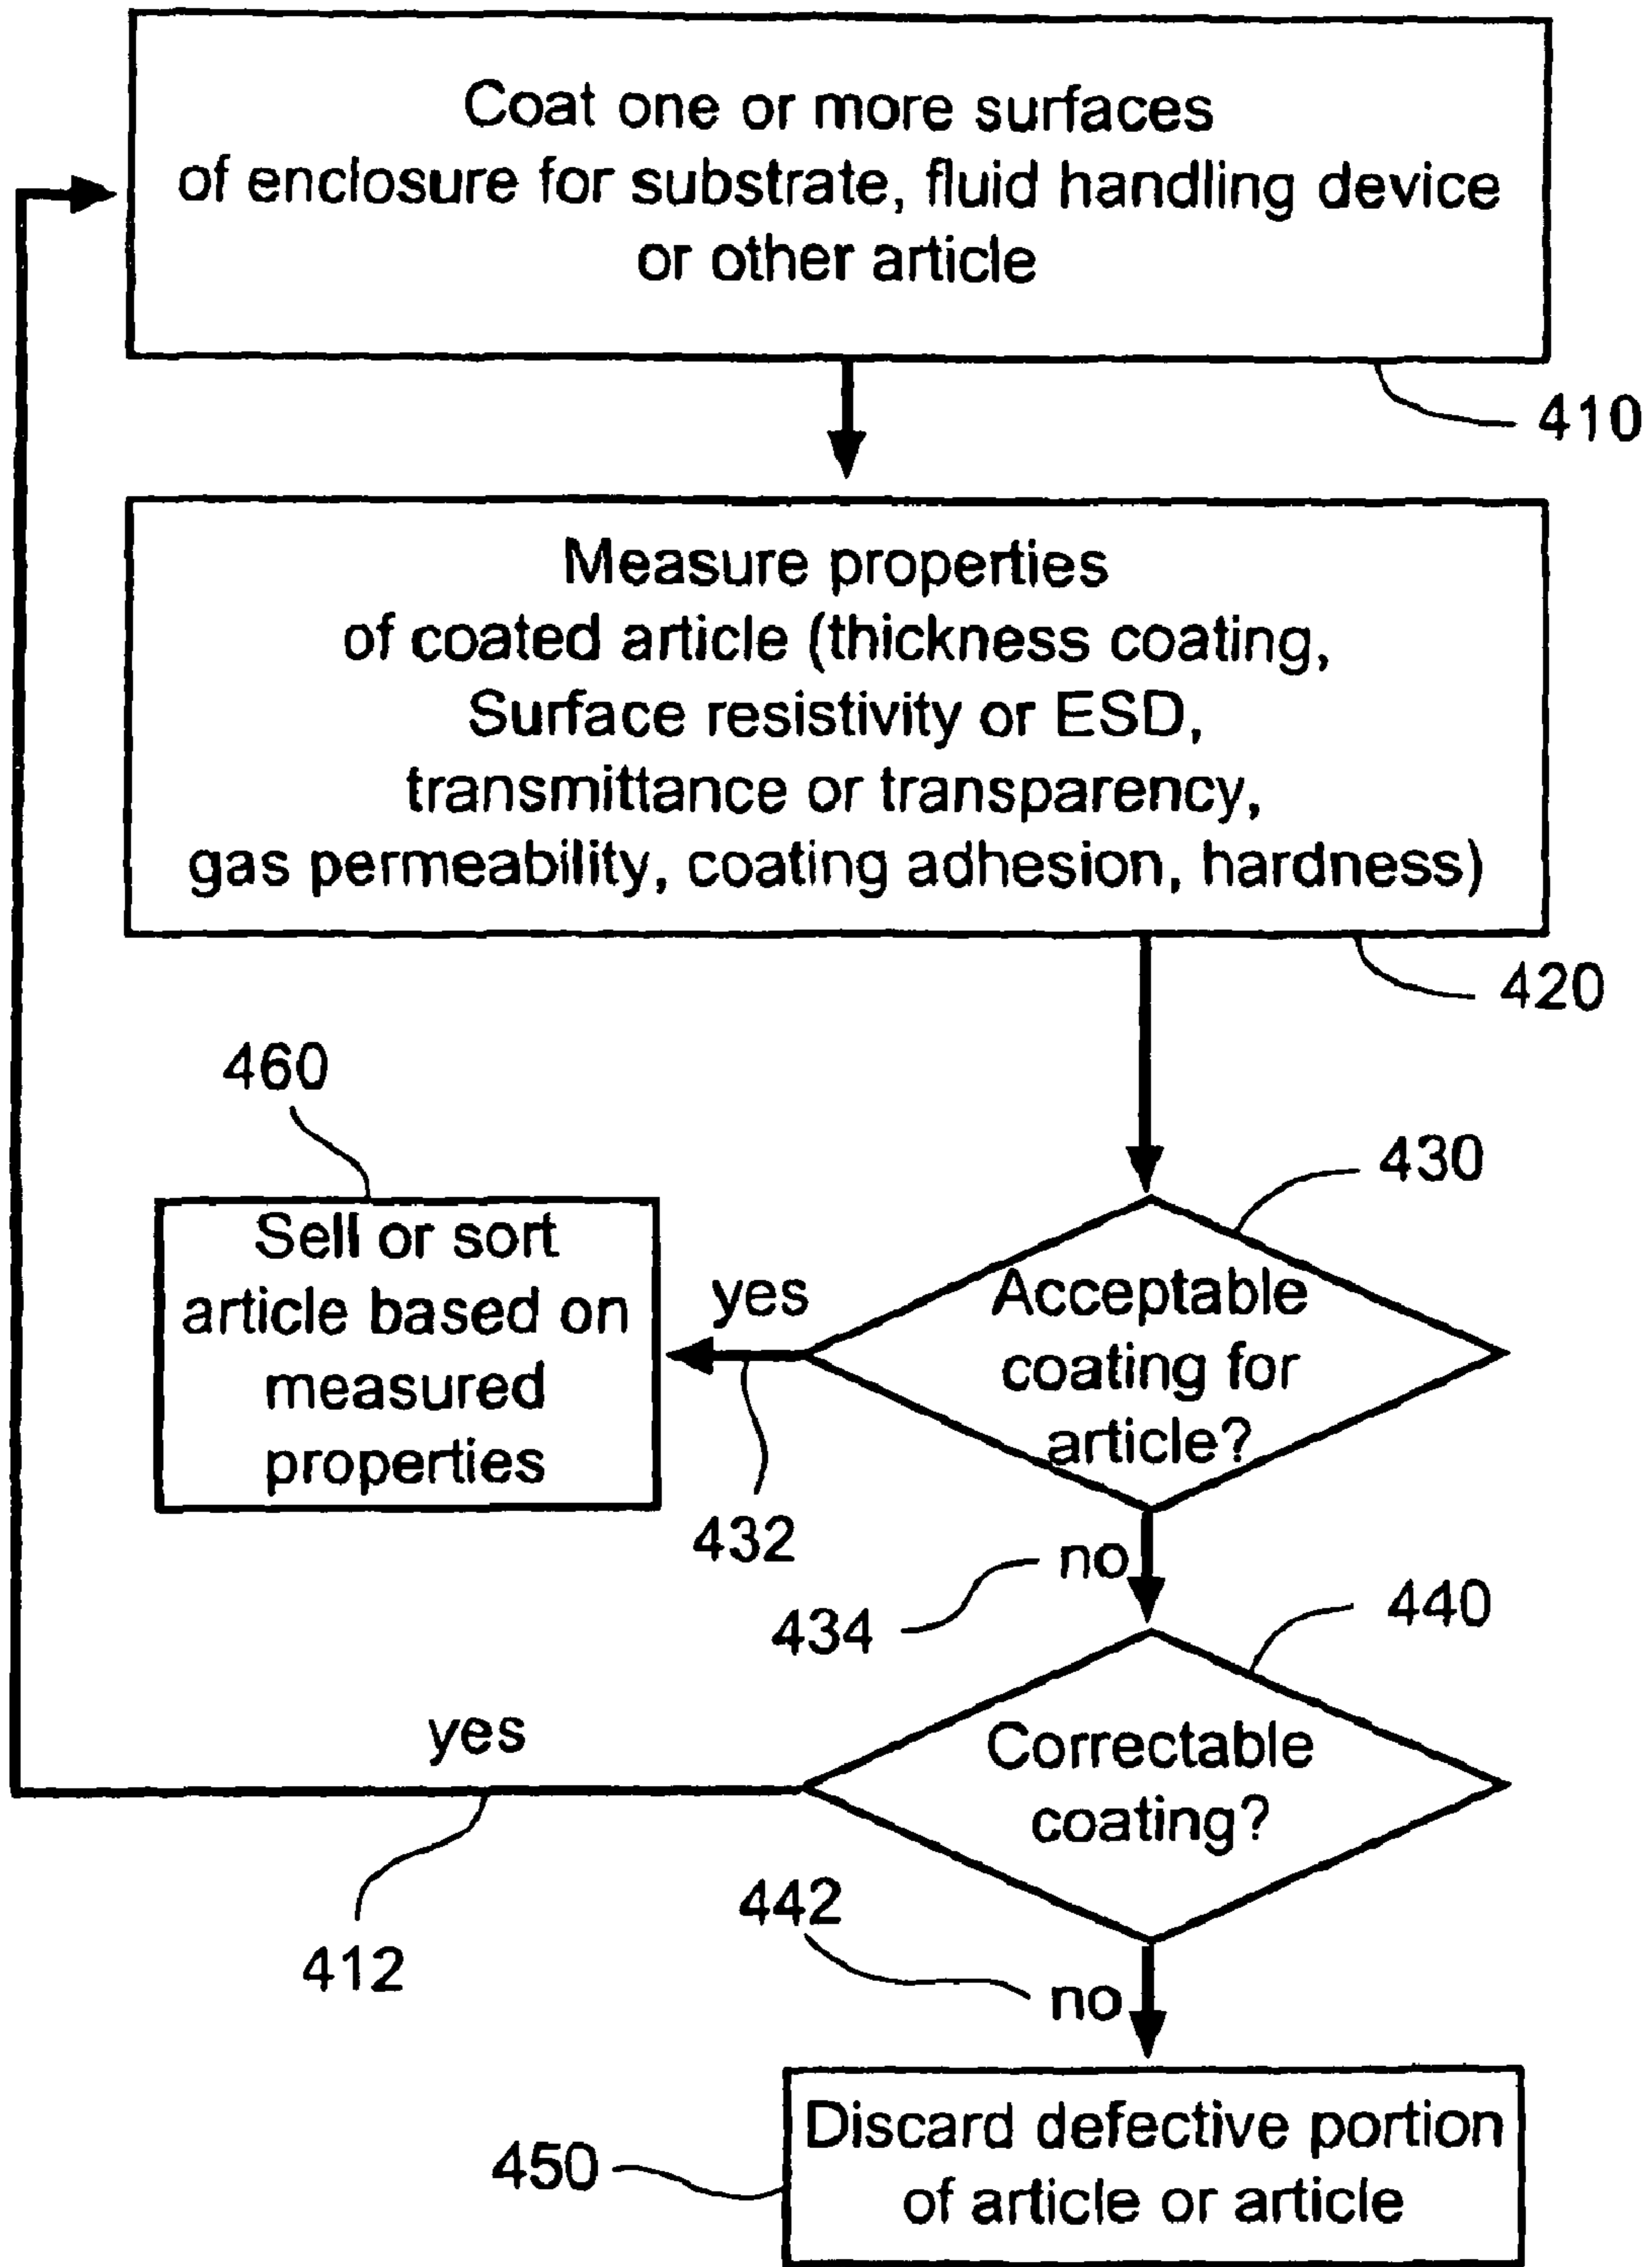 Coat one or more surfaces
of enclosure for substrate, fluid handling device
or other article
410
Measure properties
of coated article (thickness coating,
Surface resistivity or ESD,
transmittance or transparency,
gas permeability, coating adhesion, hardness)
420
460
430
Sell or sort
article based on
measured
properties
yes
Acceptable
coating for
article?
432
no
434
440
yes
Correctable
coating?
412
442
no
Discard defective portion
of article or article
450